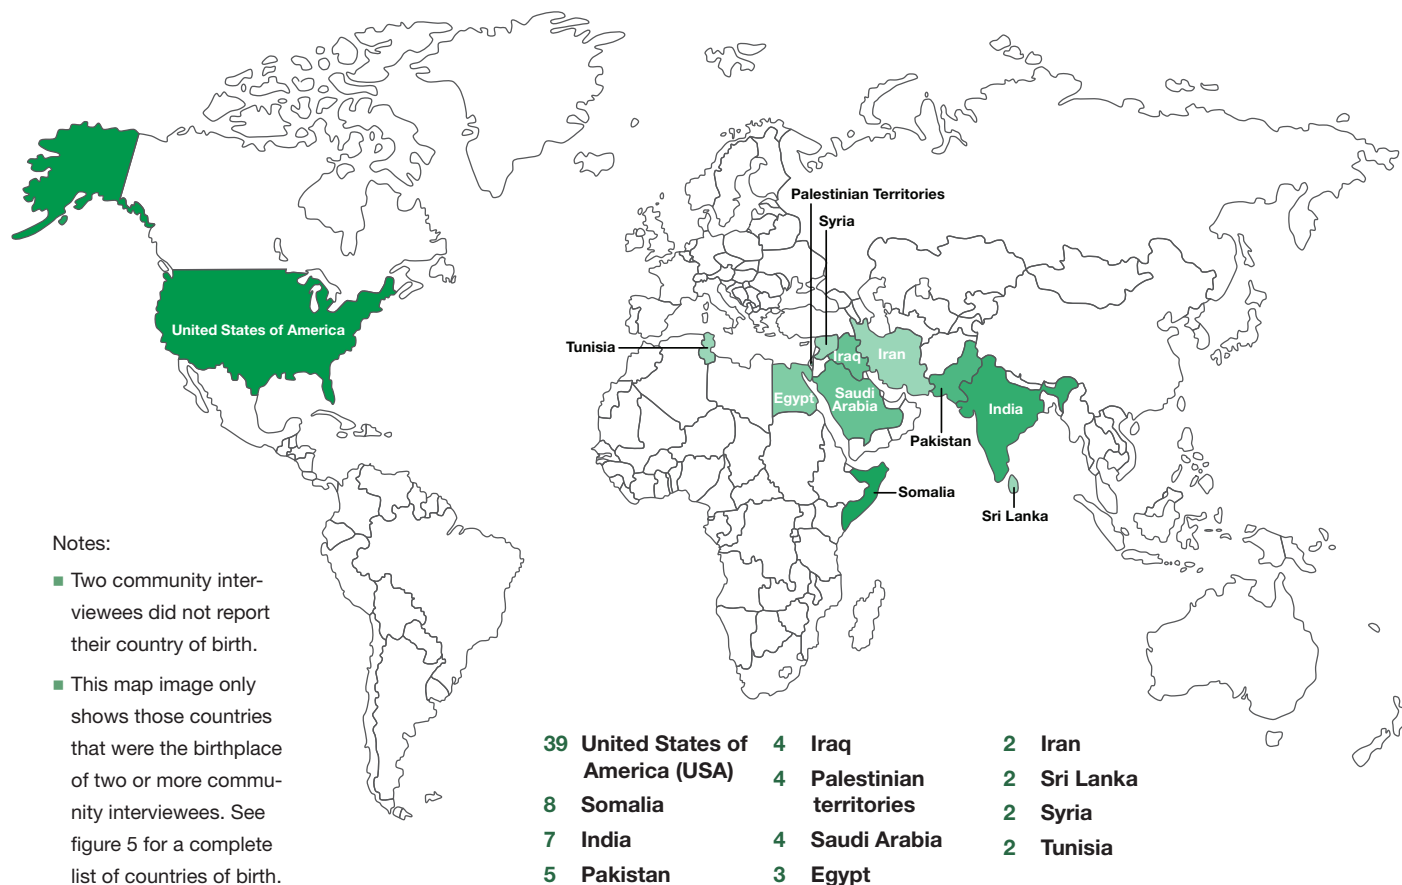 Palestinian Territories
Syria
United States of America
Tunisia
Iraq
Iran
Egypt
Saudi
Arabia
India
Pakistan
Somalia
Sri Lanka
Notes:
Two community inter-
viewees did not report
their country of birth.
This map image only
shows those countries
that were the birthplace
of two or more commu-
nity interviewees. See
figure 5 for a complete
list of countries of birth.
39 United States of
America (USA)
8 Somalia
7 India
5 Pakistan
4 Iraq
4 Palestinian
territories
4 Saudi Arabia
3 Egypt
2 Iran
2 Sri Lanka
2 Syria
2 Tunisia